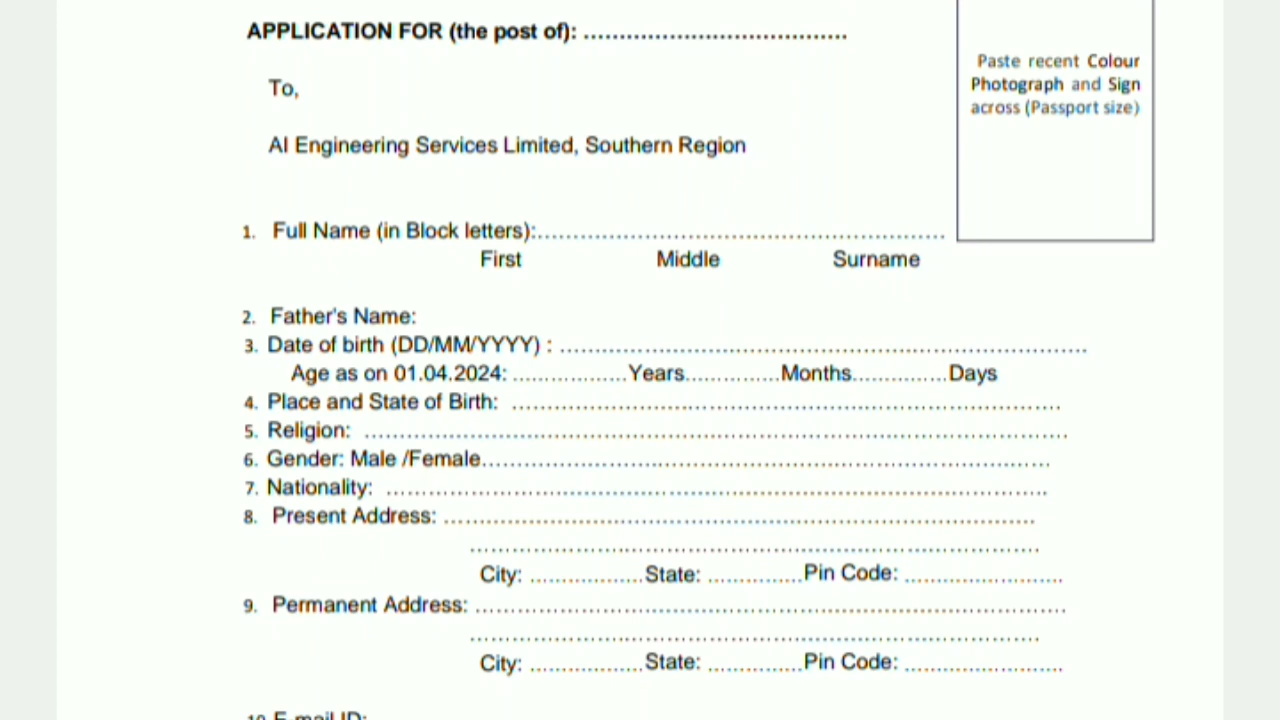 APPLICATION FOR (the post of): .....................................
Paste recent Colour
Photograph and Sign
across (Passport size)
To,
AI Engineering Services Limited, Southern Region
1. Full Name (in Block letters):..........................................................
First Middle Surname
2. Father's Name:
3. Date of birth (DD/MM/YYYY) : ...........................................................................
Age as on 01.04.2024: ................Years.............Months.............Days
4. Place and State of Birth: ..............................................................................
5. Religion: ....................................................................................................
6. Gender: Male /Female.................................................................................
7. Nationality: ..............................................................................................
8. Present Address: ....................................................................................
.................................................................................
City: ................State: .............Pin Code: ......................
9. Permanent Address: ....................................................................................
.................................................................................
City: ................State: .............Pin Code: ......................
10. E-mail ID: